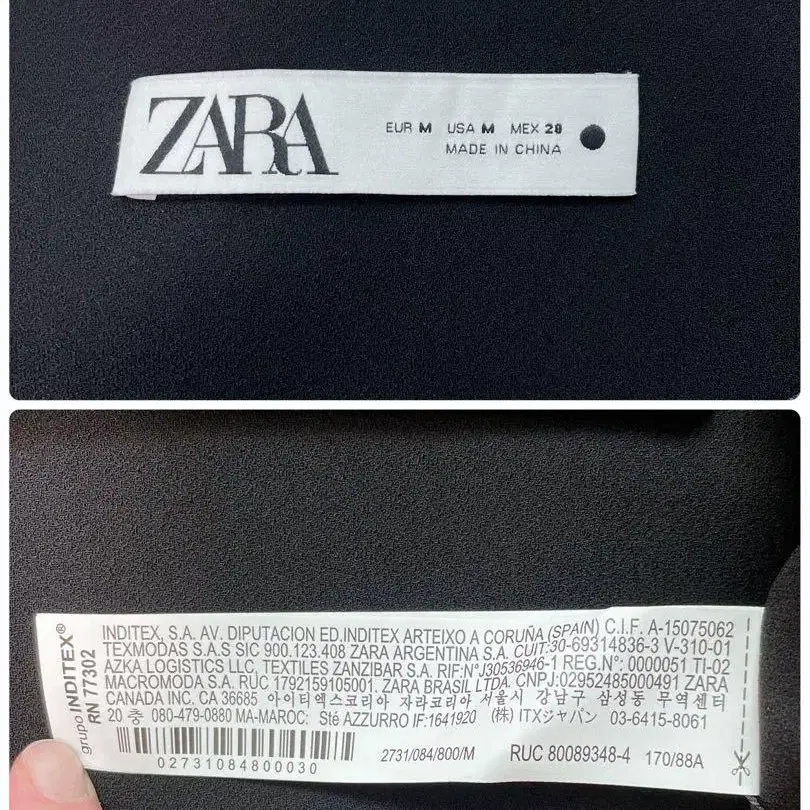 ZARA
EUR M USA M MEX 28
MADE IN CHINA
grupo INDITEX®
RN 77302
INDITEX, S.A. AV. DIPUTACION ED.INDITEX ARTEIXO A CORUÑA (SPAIN) C.I.F. A-15075062
TEXMODAS S.A.S SIC 900.123.408 ZARA ARGENTINA S.A. CUIT:30-69314836-3 V-310-01
AZKA LOGISTICS LLC, TEXTILES ZANZIBAR S.A. RIF:N°J30536946-1 REG.N°: 0000051 TI-02
MACROMODA S.A. RUC 1792159105001. ZARA BRASIL LTDA. CNPJ:02952485000491 ZARA
CANADA INC. CA 36685 아이티엑스코리아 자라코리아 서울시 강남구 삼성동 무역센터
20 층 080-479-0880 MA-MAROC: Sté AZZURRO IF:1641920 (株) ITXジャパン 03-6415-8061
02731084800030
2731/084/800/M
RUC 80089348-4
170/88A